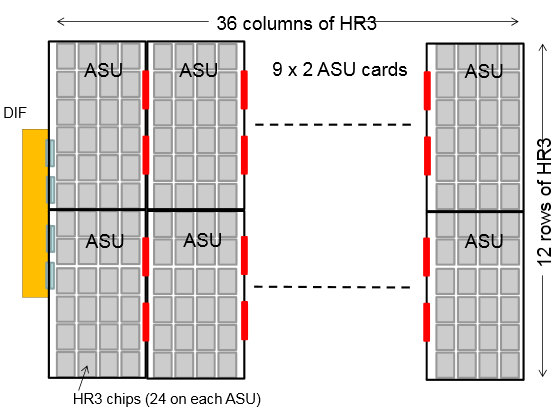 36 columns of HR3
ASU
ASU
9 x 2 ASU cards
ASU
DIF
12 rows of HR3
ASU
ASU
ASU
HR3 chips (24 on each ASU)